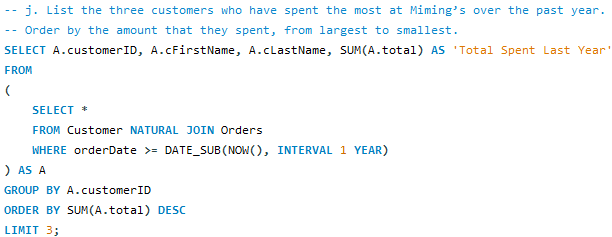 -- j. List the three customers who have spent the most at Miming’s over the past year.
-- Order by the amount that they spent, from largest to smallest.
SELECT A.customerID, A.cFirstName, A.cLastName, SUM(A.total) AS 'Total Spent Last Year'
FROM
(
    SELECT *
    FROM Customer NATURAL JOIN Orders
    WHERE orderDate >= DATE_SUB(NOW(), INTERVAL 1 YEAR)
) AS A
GROUP BY A.customerID
ORDER BY SUM(A.total) DESC
LIMIT 3;